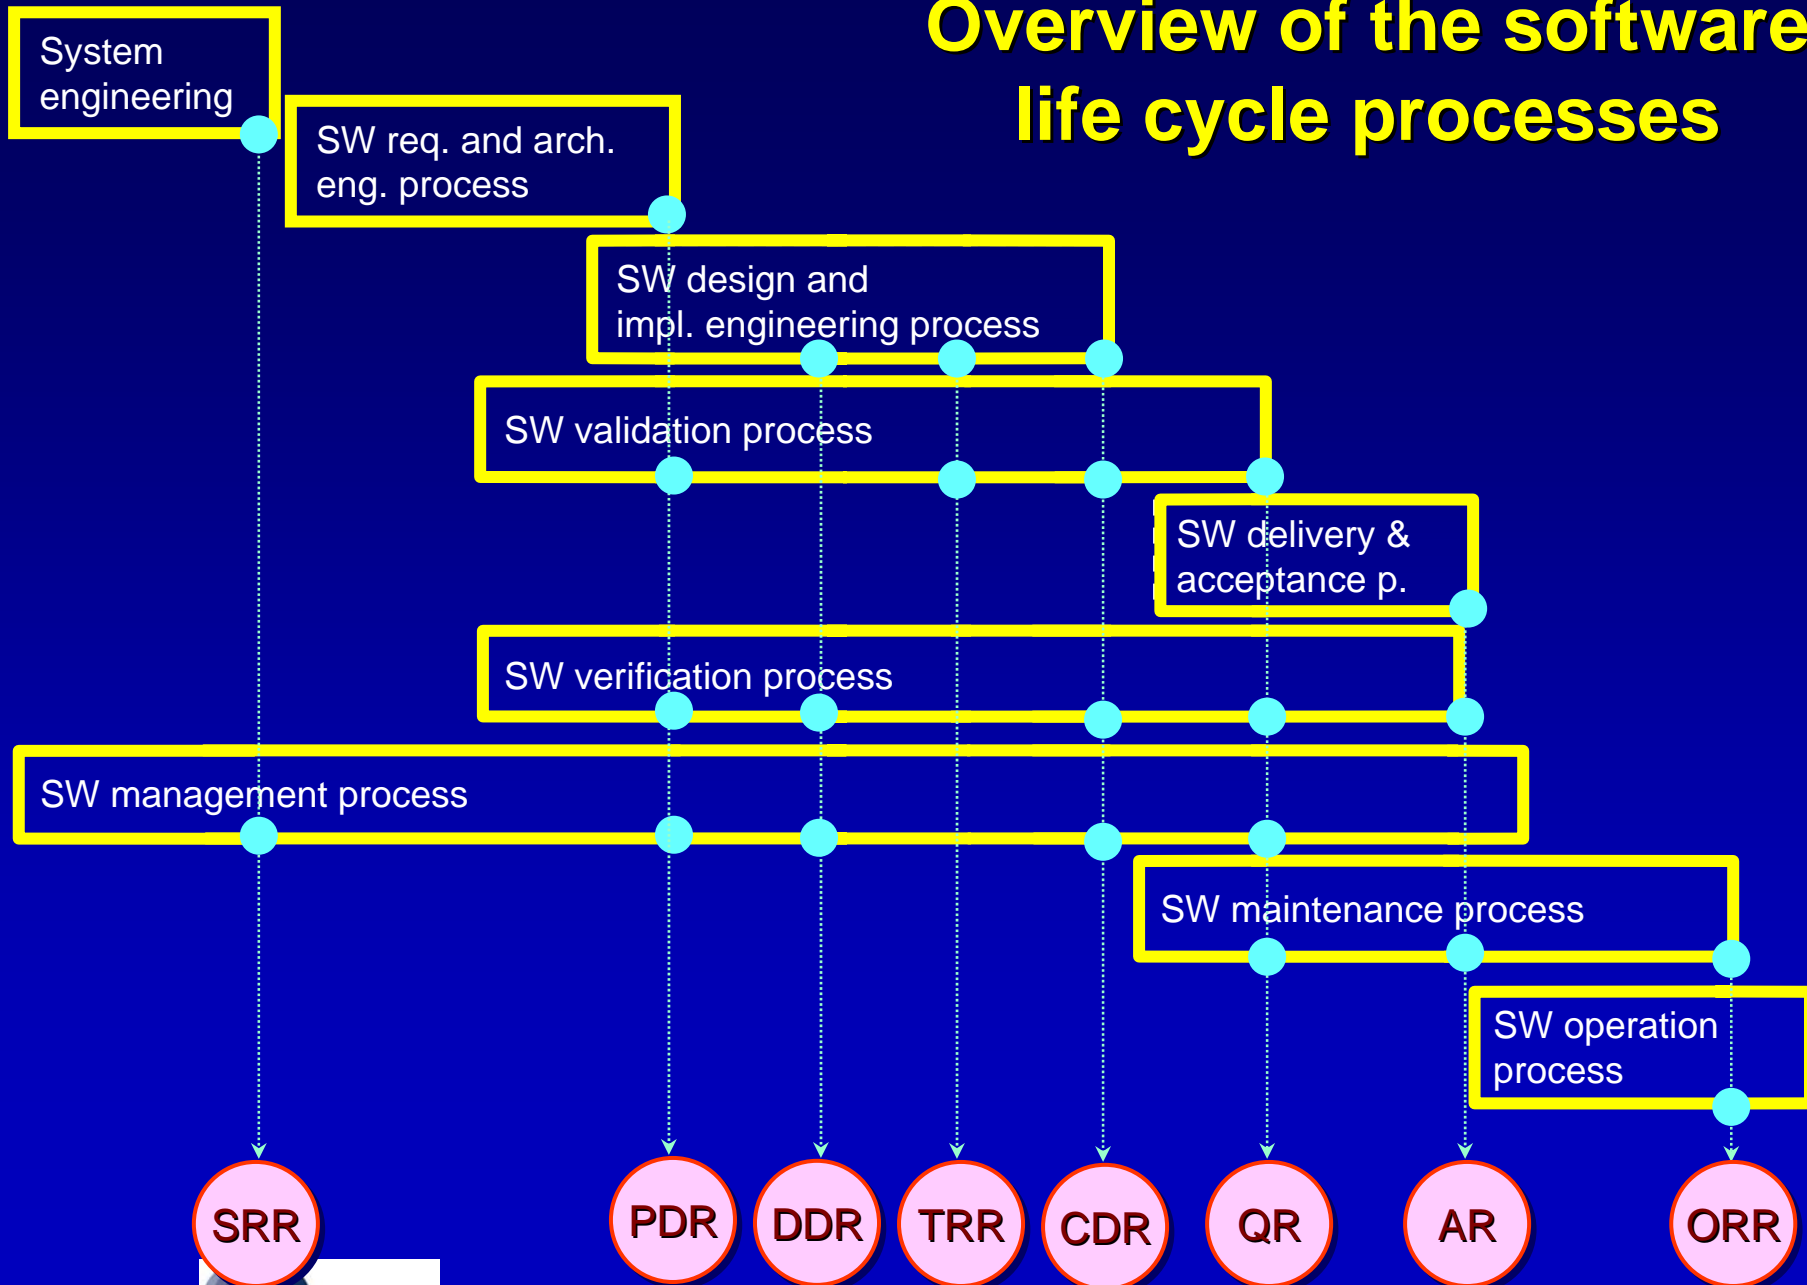 Overview of the software
life cycle processes
System
engineering
SW req. and arch.
eng. process
SW design and
impl. engineering process
SW validation process
SW delivery &
acceptance p.
SW verification process
SW management process
SW maintenance process
SW operation
process
SRR
PDR
DDR
TRR
CDR
QR
AR
ORR